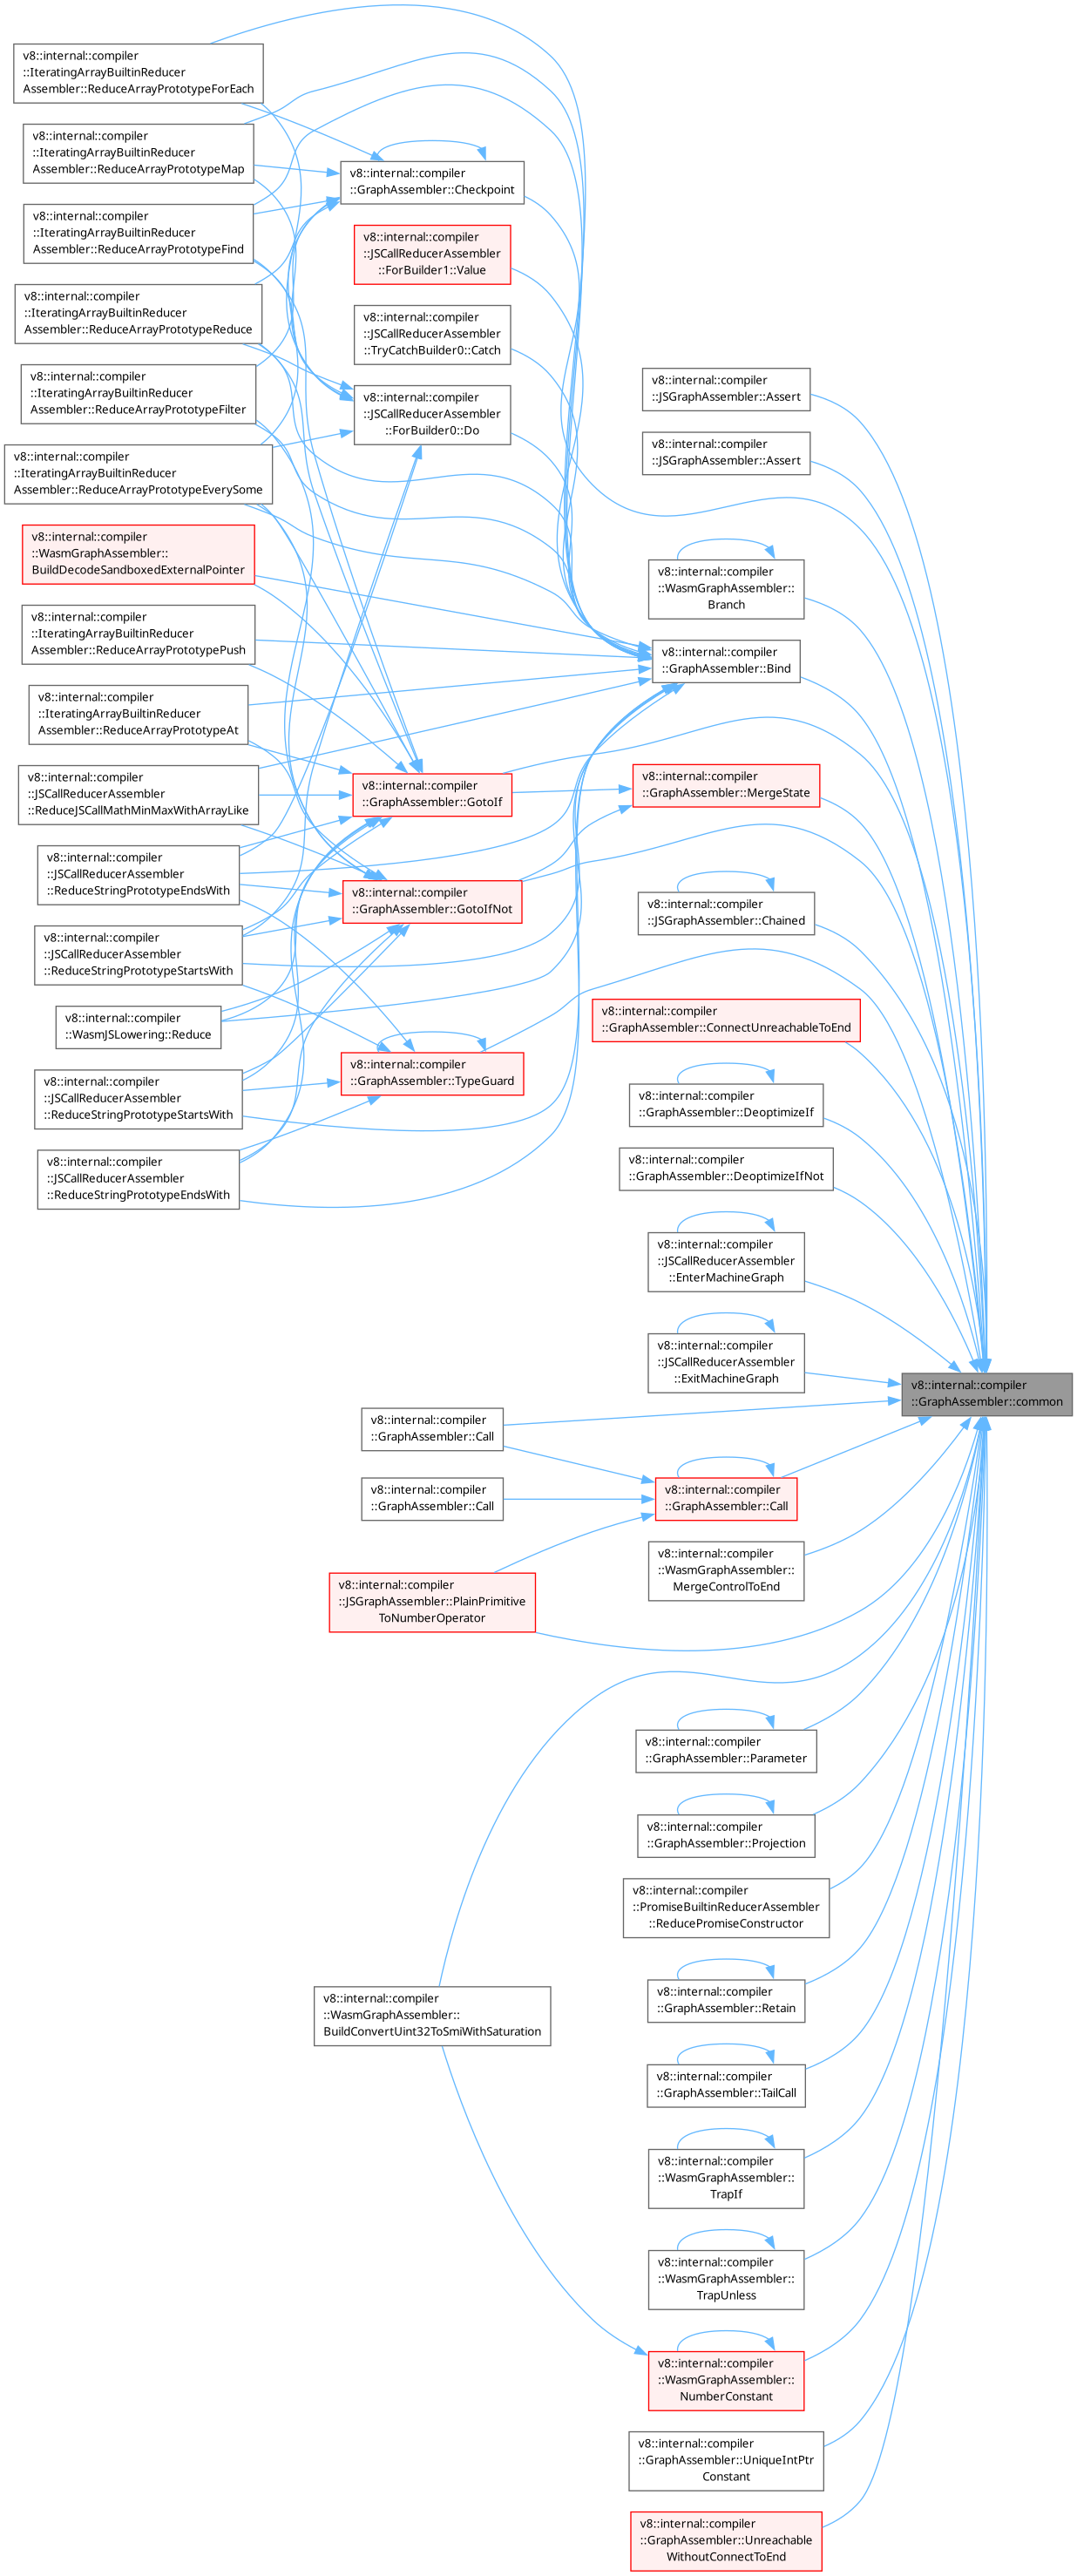 v8::internal::compiler
::IteratingArrayBuiltinReducer
Assembler::ReduceArrayPrototypeForEach
v8::internal::compiler
::IteratingArrayBuiltinReducer
Assembler::ReduceArrayPrototypeMap
v8::internal::compiler
::IteratingArrayBuiltinReducer
Assembler::ReduceArrayPrototypeFind
v8::internal::compiler
::IteratingArrayBuiltinReducer
Assembler::ReduceArrayPrototypeReduce
v8::internal::compiler
::IteratingArrayBuiltinReducer
Assembler::ReduceArrayPrototypeFilter
v8::internal::compiler
::IteratingArrayBuiltinReducer
Assembler::ReduceArrayPrototypeEverySome
v8::internal::compiler
::WasmGraphAssembler::
BuildDecodeSandboxedExternalPointer
v8::internal::compiler
::IteratingArrayBuiltinReducer
Assembler::ReduceArrayPrototypePush
v8::internal::compiler
::IteratingArrayBuiltinReducer
Assembler::ReduceArrayPrototypeAt
v8::internal::compiler
::JSCallReducerAssembler
::ReduceJSCallMathMinMaxWithArrayLike
v8::internal::compiler
::JSCallReducerAssembler
::ReduceStringPrototypeEndsWith
v8::internal::compiler
::JSCallReducerAssembler
::ReduceStringPrototypeStartsWith
v8::internal::compiler
::WasmJSLowering::Reduce
v8::internal::compiler
::JSCallReducerAssembler
::ReduceStringPrototypeStartsWith
v8::internal::compiler
::JSCallReducerAssembler
::ReduceStringPrototypeEndsWith
v8::internal::compiler
::GraphAssembler::Checkpoint
v8::internal::compiler
::JSCallReducerAssembler
::ForBuilder1::Value
v8::internal::compiler
::JSCallReducerAssembler
::TryCatchBuilder0::Catch
v8::internal::compiler
::JSCallReducerAssembler
::ForBuilder0::Do
v8::internal::compiler
::GraphAssembler::GotoIf
v8::internal::compiler
::GraphAssembler::GotoIfNot
v8::internal::compiler
::GraphAssembler::TypeGuard
v8::internal::compiler
::GraphAssembler::Call
v8::internal::compiler
::GraphAssembler::Call
v8::internal::compiler
::JSGraphAssembler::PlainPrimitive
ToNumberOperator
v8::internal::compiler
::WasmGraphAssembler::
BuildConvertUint32ToSmiWithSaturation
v8::internal::compiler
::JSGraphAssembler::Assert
v8::internal::compiler
::JSGraphAssembler::Assert
v8::internal::compiler
::WasmGraphAssembler::
Branch
v8::internal::compiler
::GraphAssembler::Bind
v8::internal::compiler
::GraphAssembler::MergeState
v8::internal::compiler
::JSGraphAssembler::Chained
v8::internal::compiler
::GraphAssembler::ConnectUnreachableToEnd
v8::internal::compiler
::GraphAssembler::DeoptimizeIf
v8::internal::compiler
::GraphAssembler::DeoptimizeIfNot
v8::internal::compiler
::JSCallReducerAssembler
::EnterMachineGraph
v8::internal::compiler
::JSCallReducerAssembler
::ExitMachineGraph
v8::internal::compiler
::GraphAssembler::Call
v8::internal::compiler
::WasmGraphAssembler::
MergeControlToEnd
v8::internal::compiler
::GraphAssembler::Parameter
v8::internal::compiler
::GraphAssembler::Projection
v8::internal::compiler
::PromiseBuiltinReducerAssembler
::ReducePromiseConstructor
v8::internal::compiler
::GraphAssembler::Retain
v8::internal::compiler
::GraphAssembler::TailCall
v8::internal::compiler
::WasmGraphAssembler::
TrapIf
v8::internal::compiler
::WasmGraphAssembler::
TrapUnless
v8::internal::compiler
::WasmGraphAssembler::
NumberConstant
v8::internal::compiler
::GraphAssembler::UniqueIntPtr
Constant
v8::internal::compiler
::GraphAssembler::Unreachable
WithoutConnectToEnd
v8::internal::compiler
::GraphAssembler::common